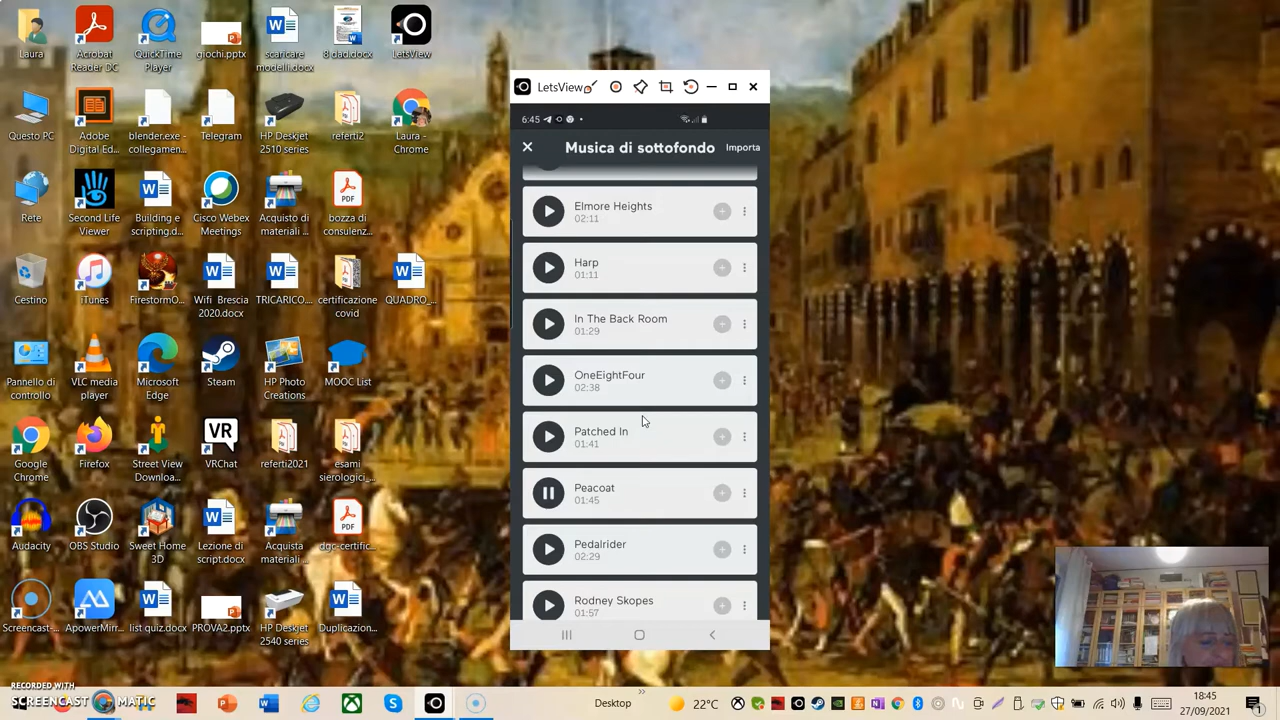 Laura
Acrobat
Reader DC
QuickTime
Player
giochi.pptx
scaricare
modelli.docx
8 dad.docx
LetsView
Questo PC
Adobe
Digital Ed...
blender.exe -
collegamen...
Telegram
HP Deskjet
2510 series
referti2
Laura -
Chrome
Rete
Second Life
Viewer
Building e
scripting.d...
Cisco Webex
Meetings
Acquisto di
materiali ...
bozza di
consulenz...
Cestino
iTunes
FirestormO...
Wifi Brescia
2020.docx
TRICARICO....
certificazione
covid
QUADRO_...
Pannello di
controllo
VLC media
player
Microsoft
Edge
Steam
HP Photo
Creations
MOOC List
Google
Chrome
Firefox
Street View
Downloa...
VR
VRChat
referti2021
esami
sierologici_...
Audacity
OBS Studio
Sweet Home
3D
Lezione di
script.docx
Acquista
materiali ...
dgc-certific...
Screencast-...
ApowerMirr...
list quiz.docx
PROVA2.pptx
HP Deskjet
2540 series
Duplicazion...
LetsView
6:45
Musica di sottofondo
Importa
Elmore Heights
02:11
Harp
01:11
In The Back Room
01:29
OneEightFour
02:38
Patched In
01:41
Peacoat
01:45
Pedalrider
02:29
Rodney Skopes
01:57
RECORDED WITH
SCREENCAST MATIC
Desktop
22°C
18:45
27/09/2021